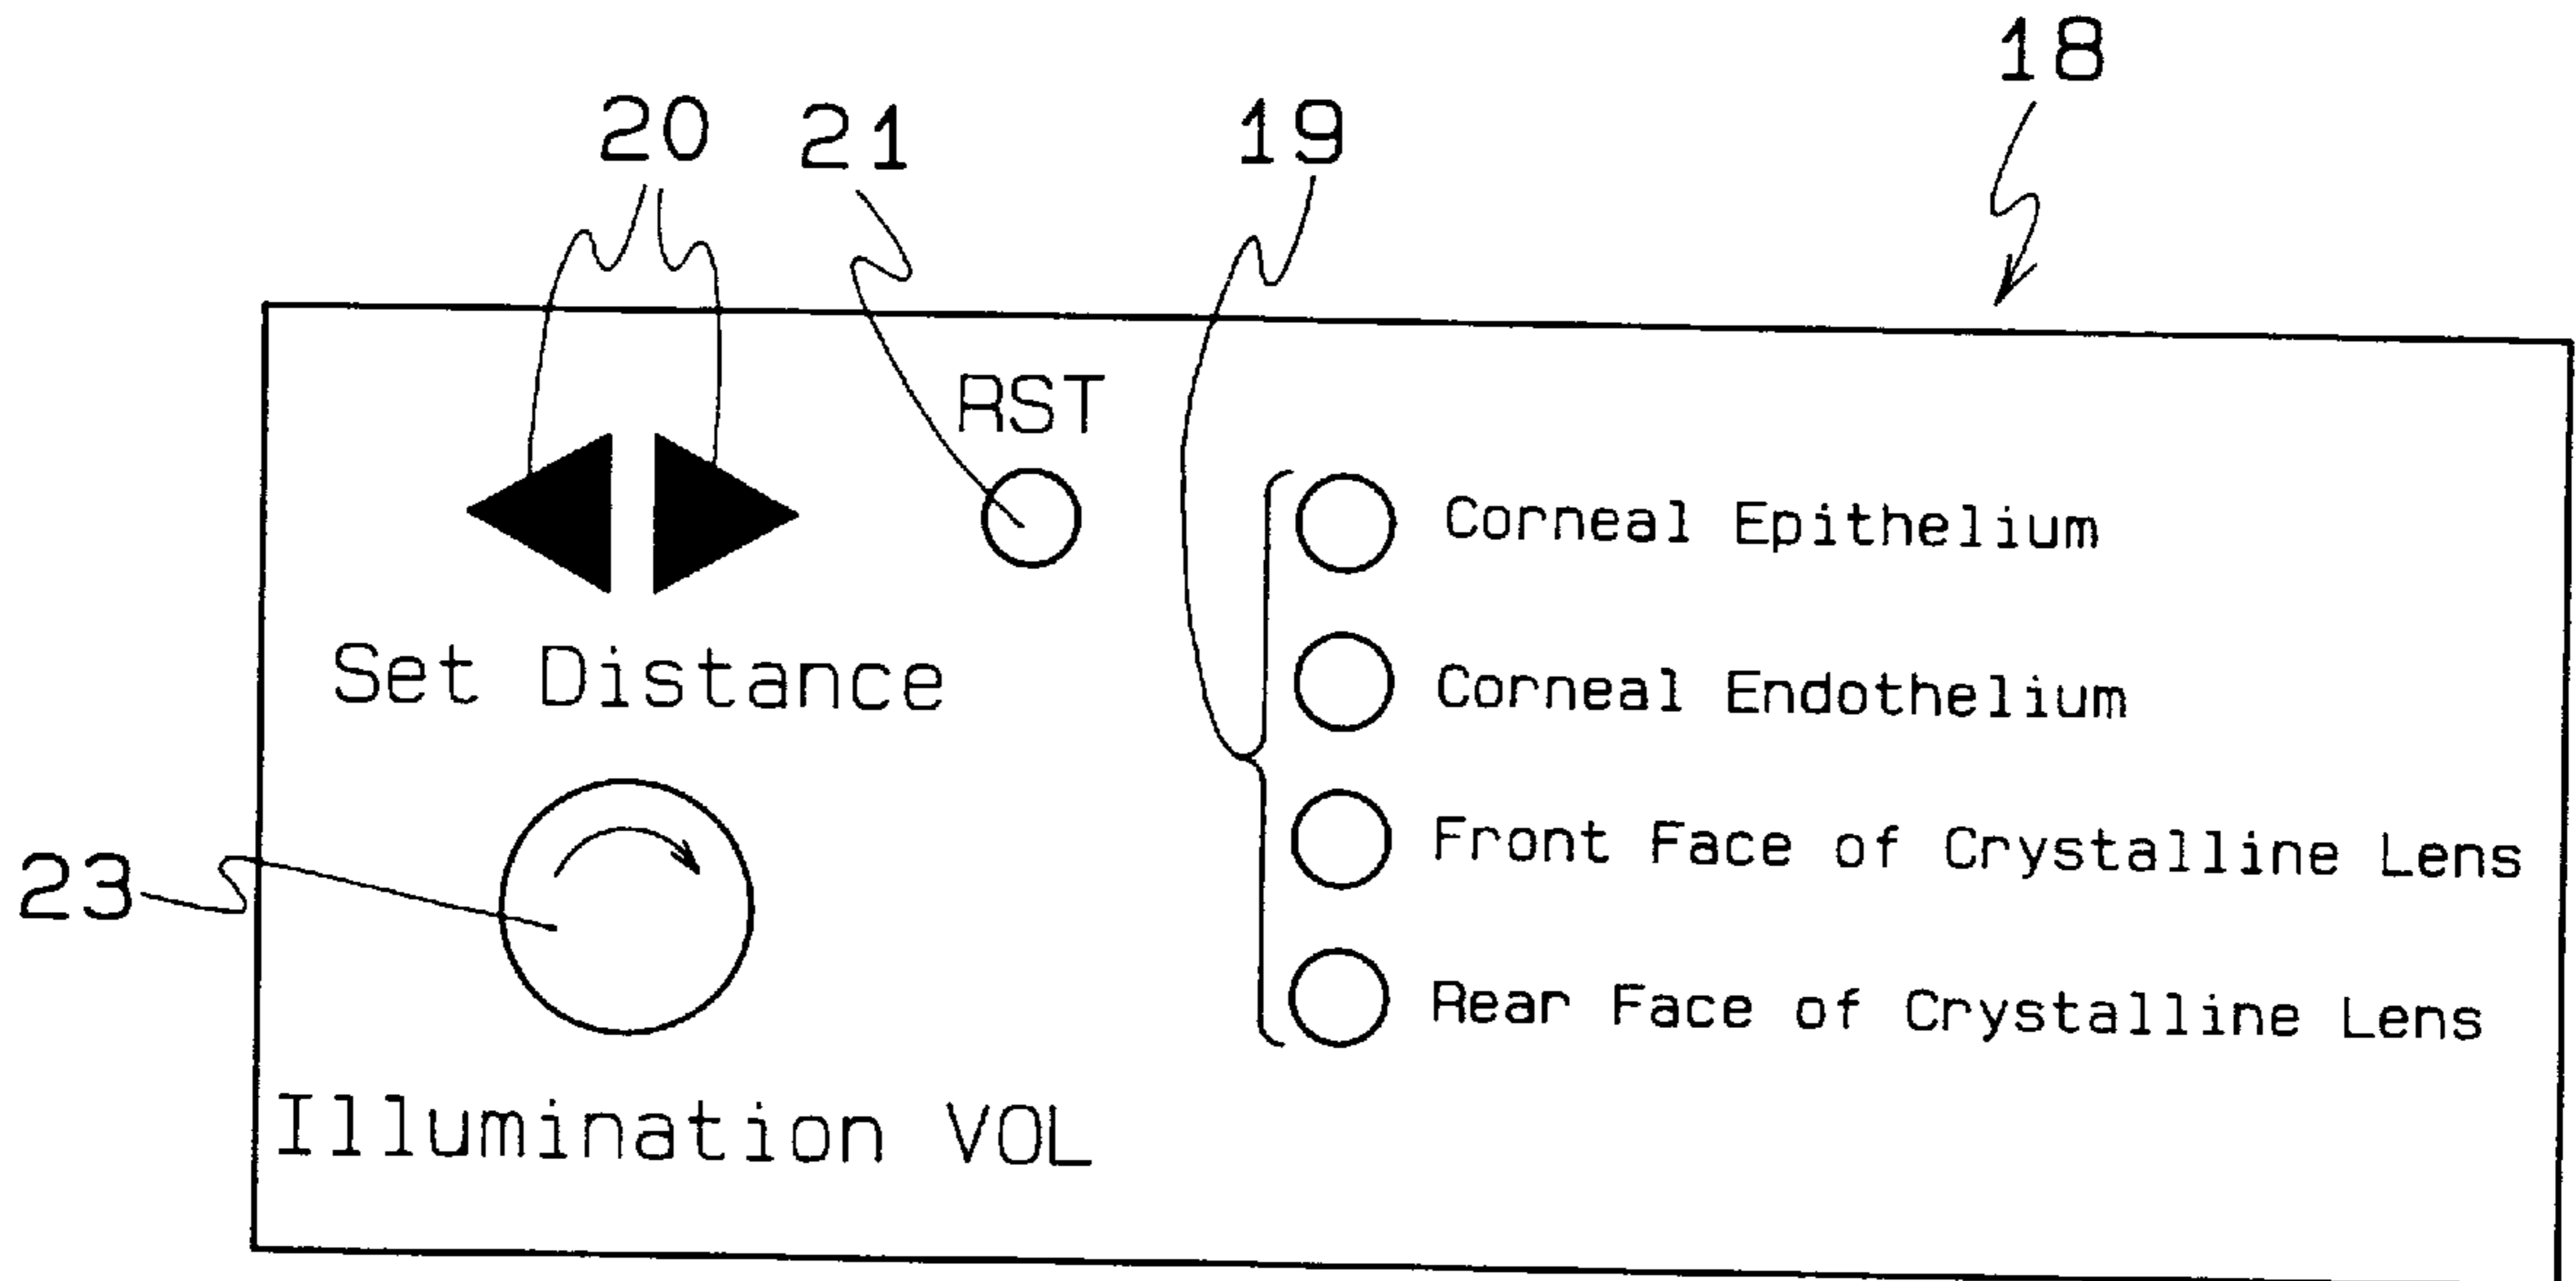 18
20 21 19
RST
Corneal Epithelium
Set Distance
Corneal Endothelium
23
Front Face of Crystalline Lens
Rear Face of Crystalline Lens
Illumination VOL